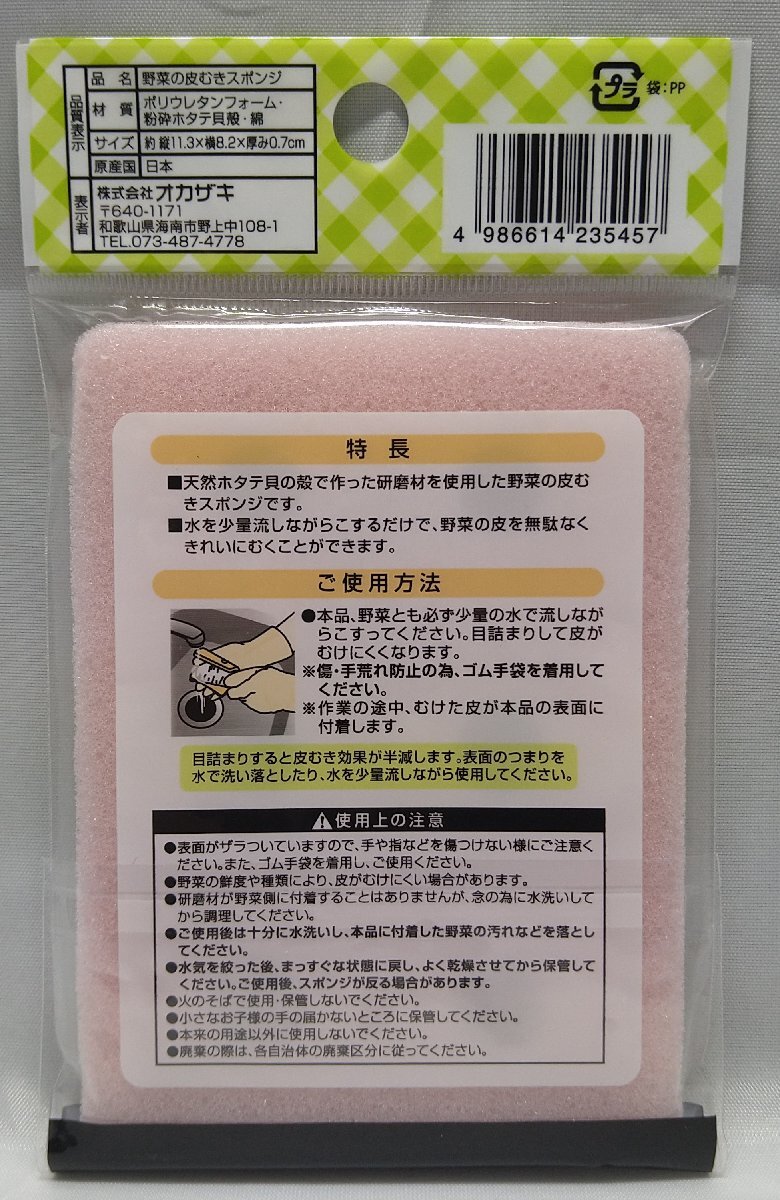 品質表示
品 名 野菜の皮むきスポンジ
材 質 ポリウレタンフォーム・
粉砕ホタテ貝殻・綿
サイズ 約 縦11.3×横8.2×厚み0.7cm
原産国 日本
表示者
株式会社 オカザキ
〒640-1171
和歌山県海南市野上中108-1
TEL.073-487-4778
プラ 袋:PP
4 986614 235457
特 長
■天然ホタテ貝の殻で作った研磨材を使用した野菜の皮む
きスポンジです。
■水を少量流しながらこするだけで、野菜の皮を無駄なく
きれいにむくことができます。
ご使用方法
●本品、野菜とも必ず少量の水で流しなが
らこすってください。目詰まりして皮が
むけにくくなります。
※傷・手荒れ防止の為、ゴム手袋を着用して
ください。
※作業の途中、むけた皮が本品の表面に
付着します。
目詰まりすると皮むき効果が半減します。表面のつまりを
水で洗い落としたり、水を少量流しながら使用してください。
⚠使用上の注意
●表面がザラついていますので、手や指などを傷つけない様にご注意く
ださい。また、ゴム手袋を着用し、ご使用ください。
●野菜の鮮度や種類により、皮がむけにくい場合があります。
●研磨材が野菜側に付着することはありませんが、念の為に水洗いして
から調理してください。
●ご使用後は十分に水洗いし、本品に付着した野菜の汚れなどを落とし
てください。
●水気を絞った後、まっすぐな状態に戻し、よく乾燥させてから保管して
ください。ご使用後、スポンジが反る場合があります。
●火のそばで使用・保管しないでください。
●小さなお子様の手の届かないところに保管してください。
●本来の用途以外に使用しないでください。
●廃棄の際は、各自治体の廃棄区分に従ってください。